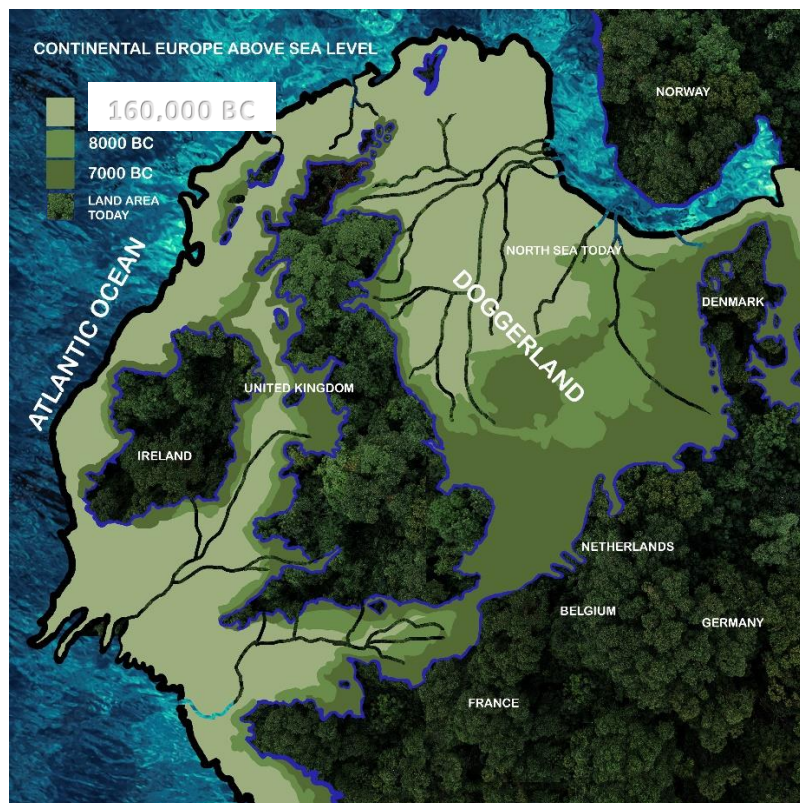 CONTINENTAL EUROPE ABOVE SEA LEVEL
160,000 BC
8000 BC
7000 BC
LAND AREA
TODAY
NORWAY
ATLANTIC OCEAN
NORTH SEA TODAY
DOGGERLAND
DENMARK
UNITED KINGDOM
IRELAND
NETHERLANDS
BELGIUM
GERMANY
FRANCE